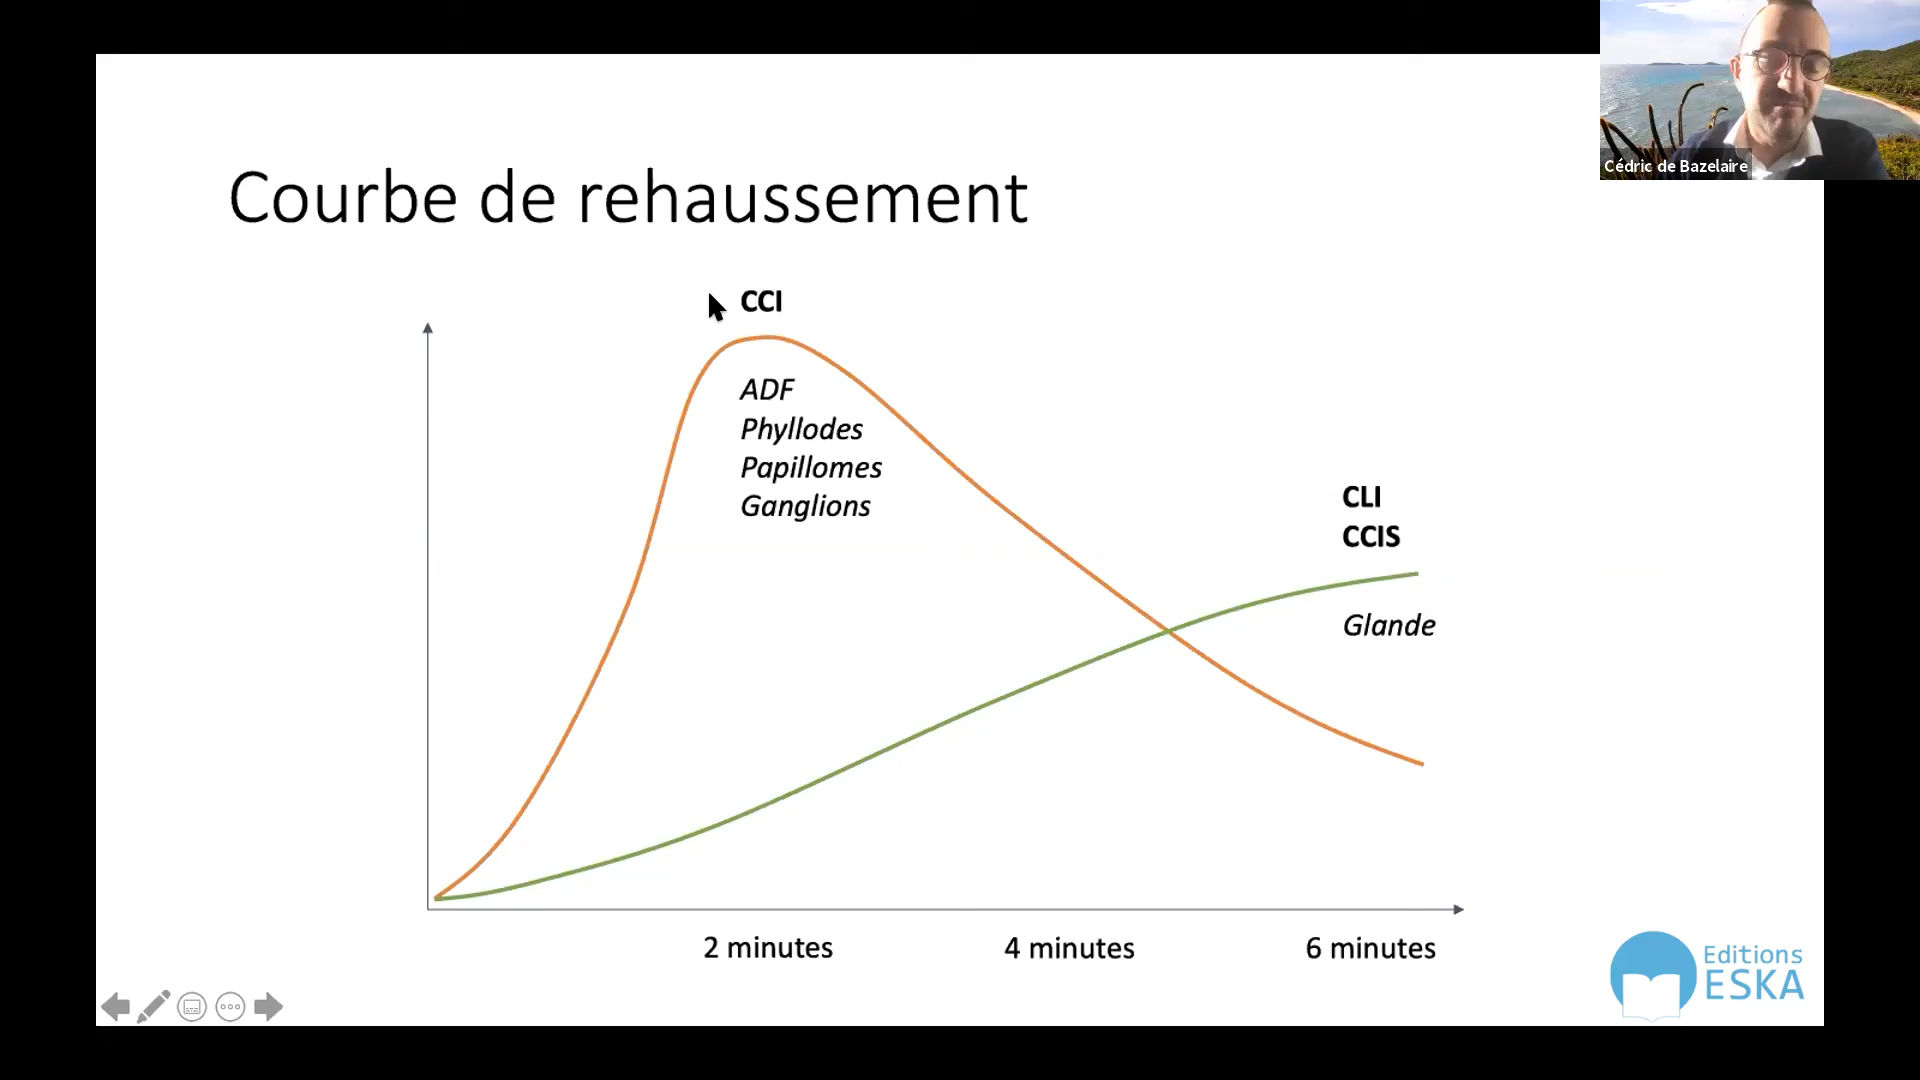 Cédric de Bazelaire
Courbe de rehaussement
CCI
ADF
Phyllodes
Papillomes
Ganglions
CLI
CCIS
Glande
2 minutes
4 minutes
6 minutes
Editions
ESKA